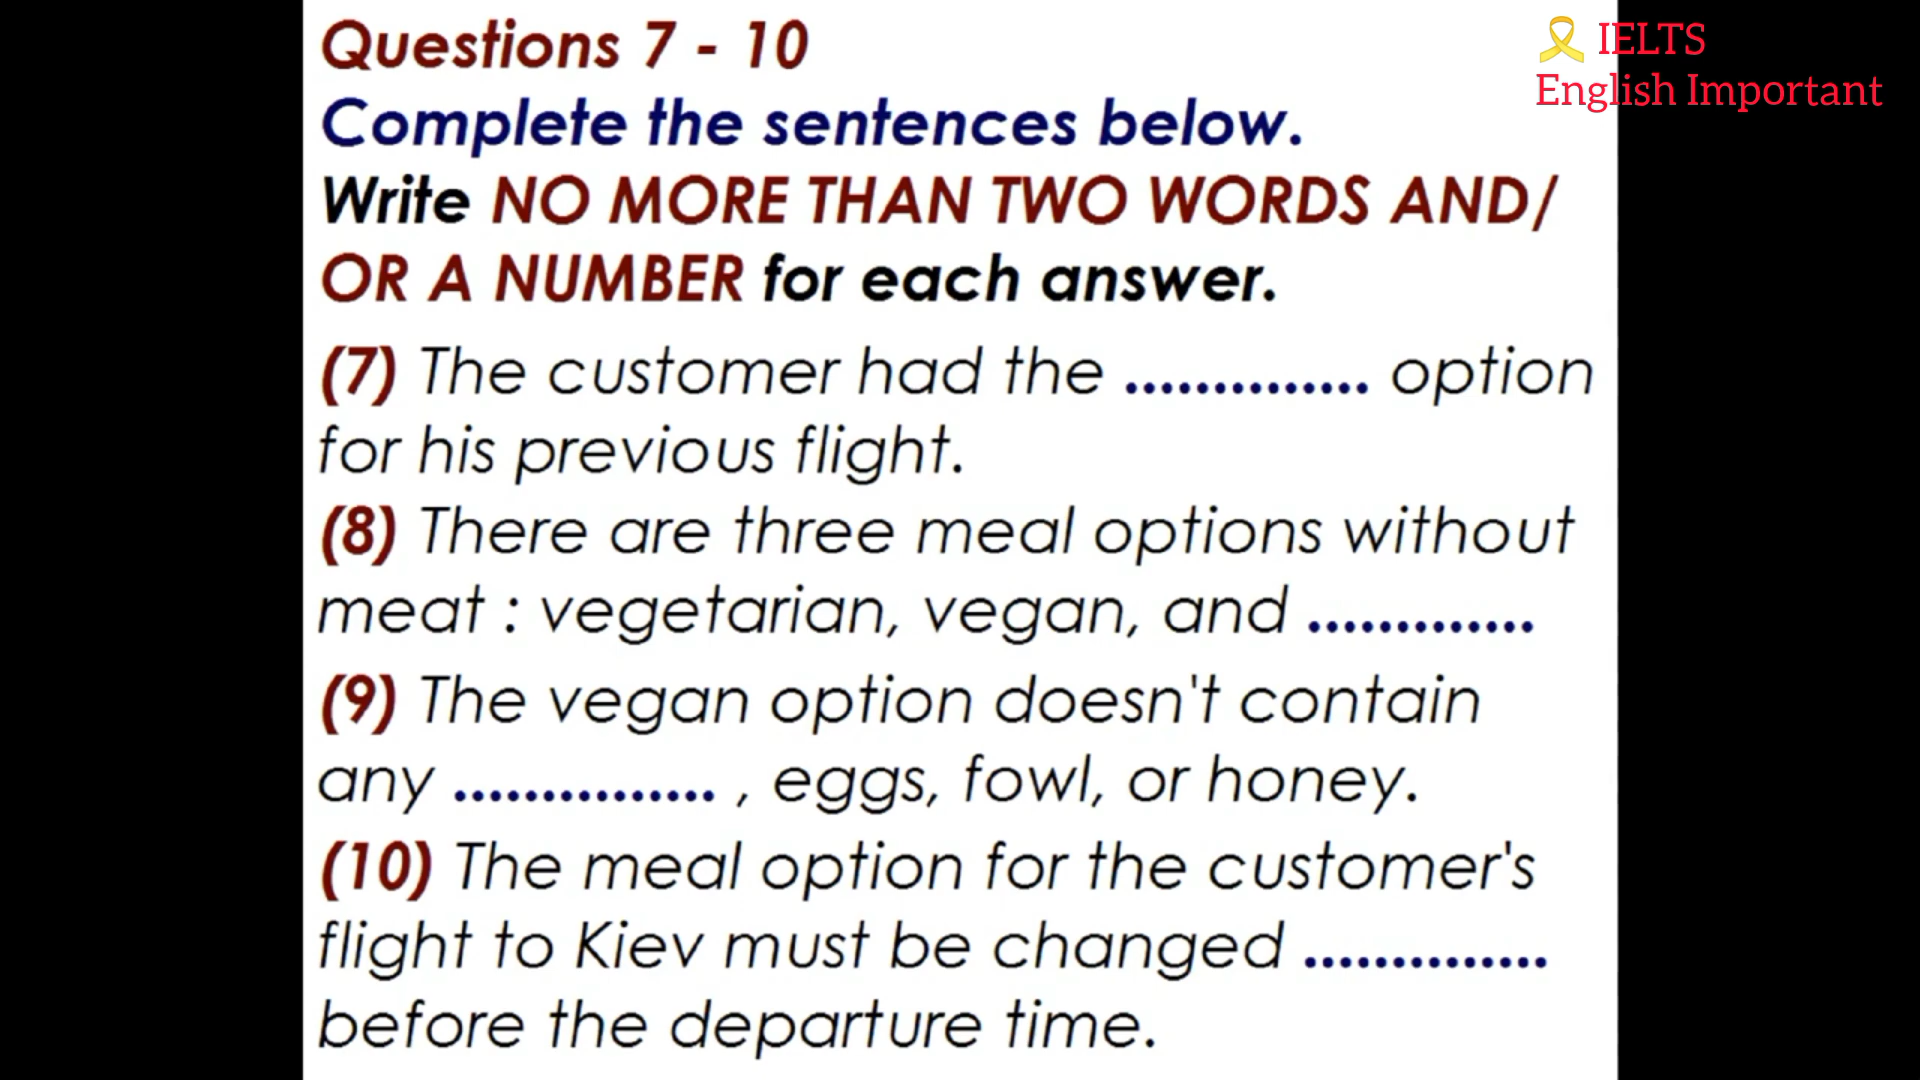 Questions 7 - 10
Complete the sentences below.
Write NO MORE THAN TWO WORDS AND/
OR A NUMBER for each answer.
(7) The customer had the .............. option
for his previous flight.
(8) There are three meal options without
meat : vegetarian, vegan, and .............
(9) The vegan option doesn't contain
any ............... , eggs, fowl, or honey.
(10) The meal option for the customer's
flight to Kiev must be changed ..............
before the departure time.
🎗 IELTS
English Important